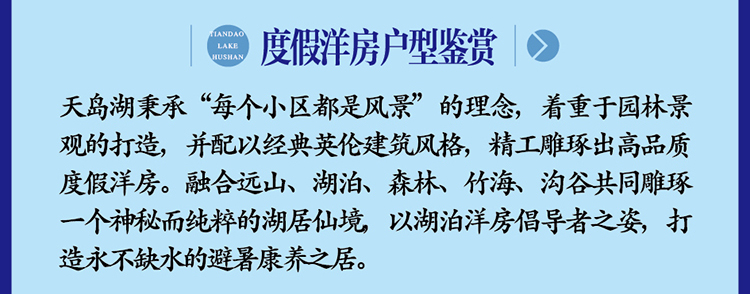 TIANDAO
LAKE
HUSHAN
度假洋房户型鉴赏
天岛湖秉承“每个小区都是风景”的理念，着重于园林景
观的打造，并配以经典英伦建筑风格，精工雕琢出高品质
度假洋房。融合远山、湖泊、森林、竹海、沟谷共同雕琢
一个神秘而纯粹的湖居仙境，以湖泊洋房倡导者之姿，打
造永不缺水的避暑康养之居。